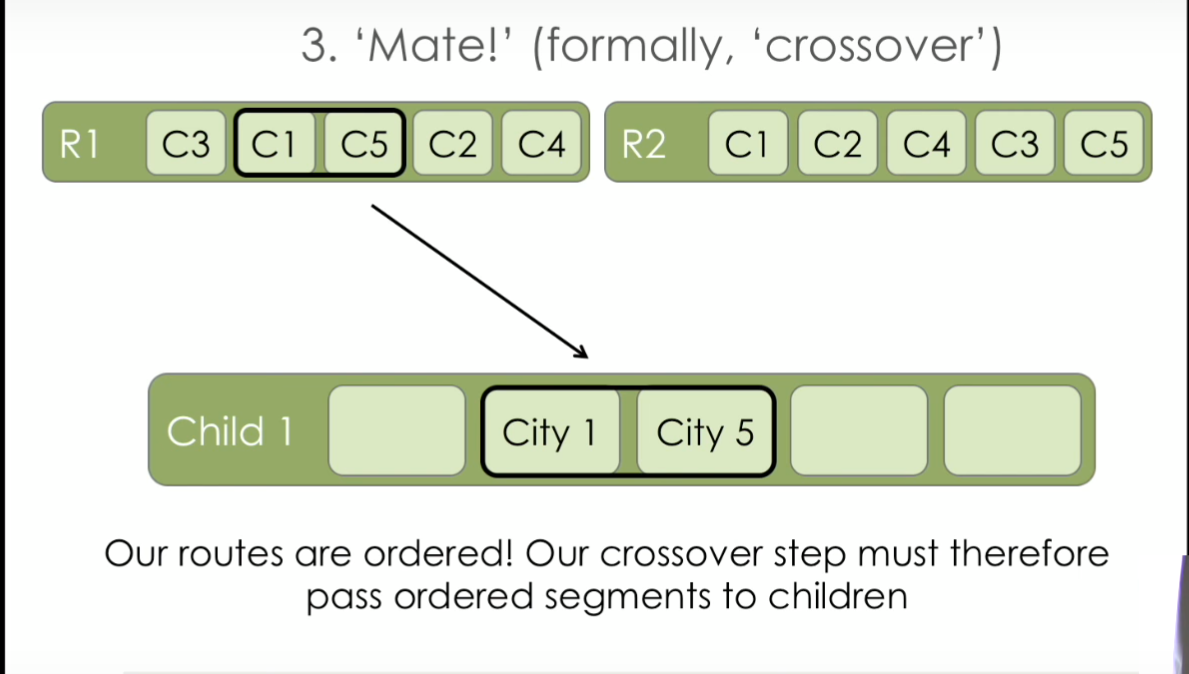 3. ‘Mate!’ (formally, ‘crossover’)
R1 C3 C1 C5 C2 C4 R2 C1 C2 C4 C3 C5
Child 1 City 1 City 5
Our routes are ordered! Our crossover step must therefore
pass ordered segments to children